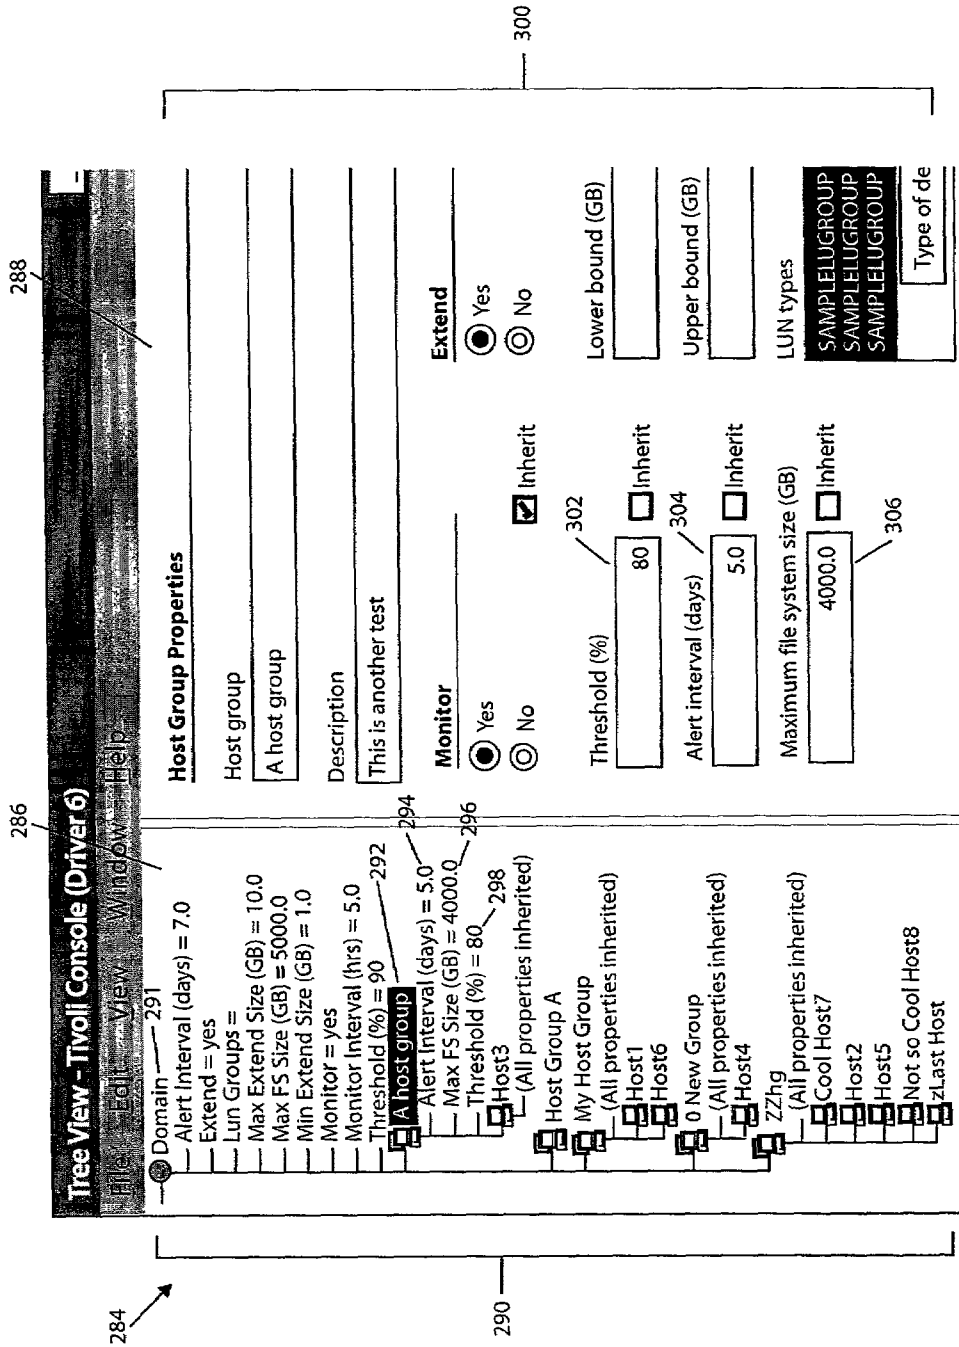 284
286
288
Tree View - Tivoli Console (Driver 6)
File Edit View Window Help
290
Domain
291
Alert Interval (days) = 7.0
Extend = yes
Lun Groups =
Max Extend Size (GB) = 10.0
Max FS Size (GB) = 5000.0
Min Extend Size (GB) = 1.0
Monitor = yes
Monitor Interval (hrs) = 5.0
Threshold (%) = 90
292
A host group
294
Alert Interval (days) = 5.0
Max FS Size (GB) = 4000.0
296
Threshold (%) = 80
298
Host3
(All properties inherited)
Host Group A
My Host Group
(All properties inherited)
Host1
Host6
0 New Group
(All properties inherited)
Host4
ZZhg
(All properties inherited)
Cool Host7
Host2
Host5
Not so Cool Host8
zLast Host
300
Host Group Properties
Host group
A host group
Description
This is another test
Monitor
Yes
No
Inherit
Extend
Yes
No
Threshold (%)
302
80
Inherit
Lower bound (GB)
Alert interval (days)
304
5.0
Inherit
Upper bound (GB)
Maximum file system size (GB)
4000.0
Inherit
306
LUN types
SAMPLELUGROUP
SAMPLELUGROUP
SAMPLELUGROUP
Type of de